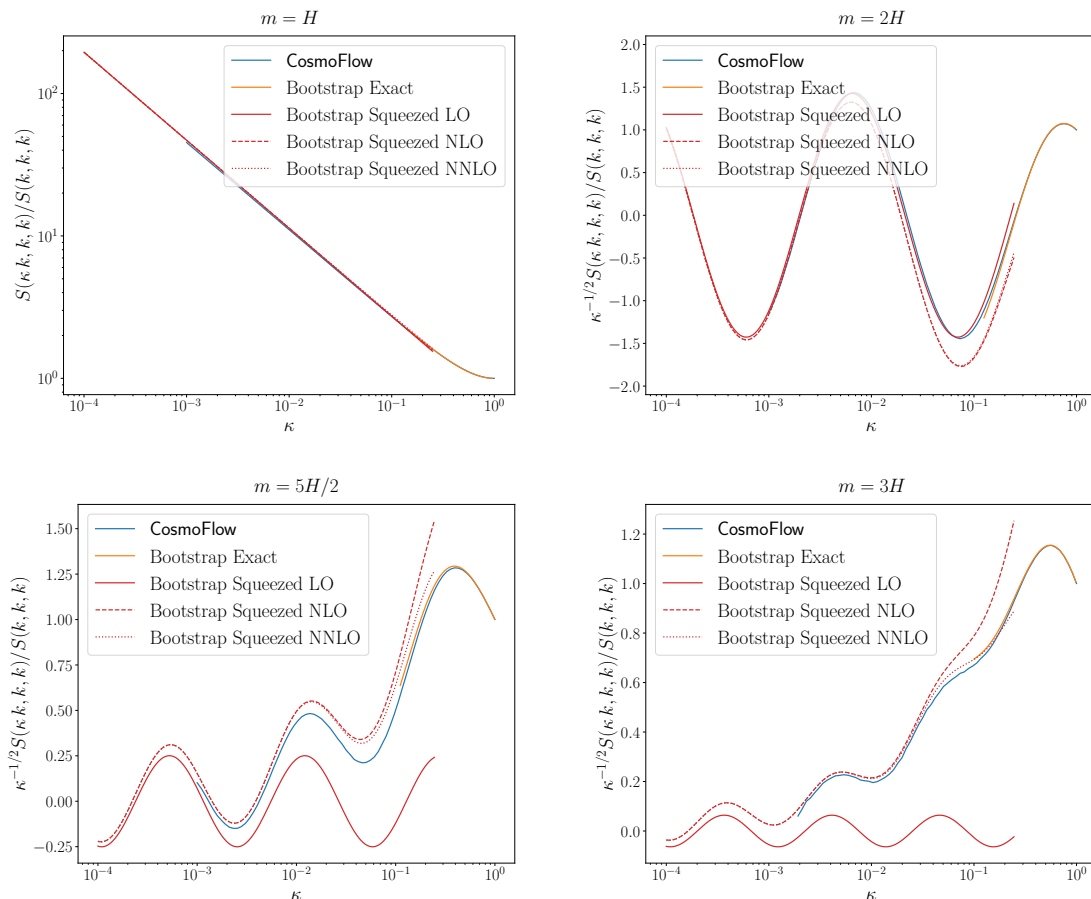 m = H
S(κ k, k, k)/S(k, k, k)
10²
10¹
10⁰
CosmoFlow
Bootstrap Exact
Bootstrap Squeezed LO
Bootstrap Squeezed NLO
Bootstrap Squeezed NNLO
10⁻⁴ 10⁻³ 10⁻² 10⁻¹ 10⁰
κ
m = 2H
κ⁻¹/²S(κ k, k, k)/S(k, k, k)
2.0
1.5
1.0
0.5
0.0
−0.5
−1.0
−1.5
−2.0
CosmoFlow
Bootstrap Exact
Bootstrap Squeezed LO
Bootstrap Squeezed NLO
Bootstrap Squeezed NNLO
10⁻⁴ 10⁻³ 10⁻² 10⁻¹ 10⁰
κ
m = 5H/2
κ⁻¹/²S(κ k, k, k)/S(k, k, k)
1.50
1.25
1.00
0.75
0.50
0.25
0.00
−0.25
CosmoFlow
Bootstrap Exact
Bootstrap Squeezed LO
Bootstrap Squeezed NLO
Bootstrap Squeezed NNLO
10⁻⁴ 10⁻³ 10⁻² 10⁻¹ 10⁰
κ
m = 3H
κ⁻¹/²S(κ k, k, k)/S(k, k, k)
1.2
1.0
0.8
0.6
0.4
0.2
0.0
CosmoFlow
Bootstrap Exact
Bootstrap Squeezed LO
Bootstrap Squeezed NLO
Bootstrap Squeezed NNLO
10⁻⁴ 10⁻³ 10⁻² 10⁻¹ 10⁰
κ